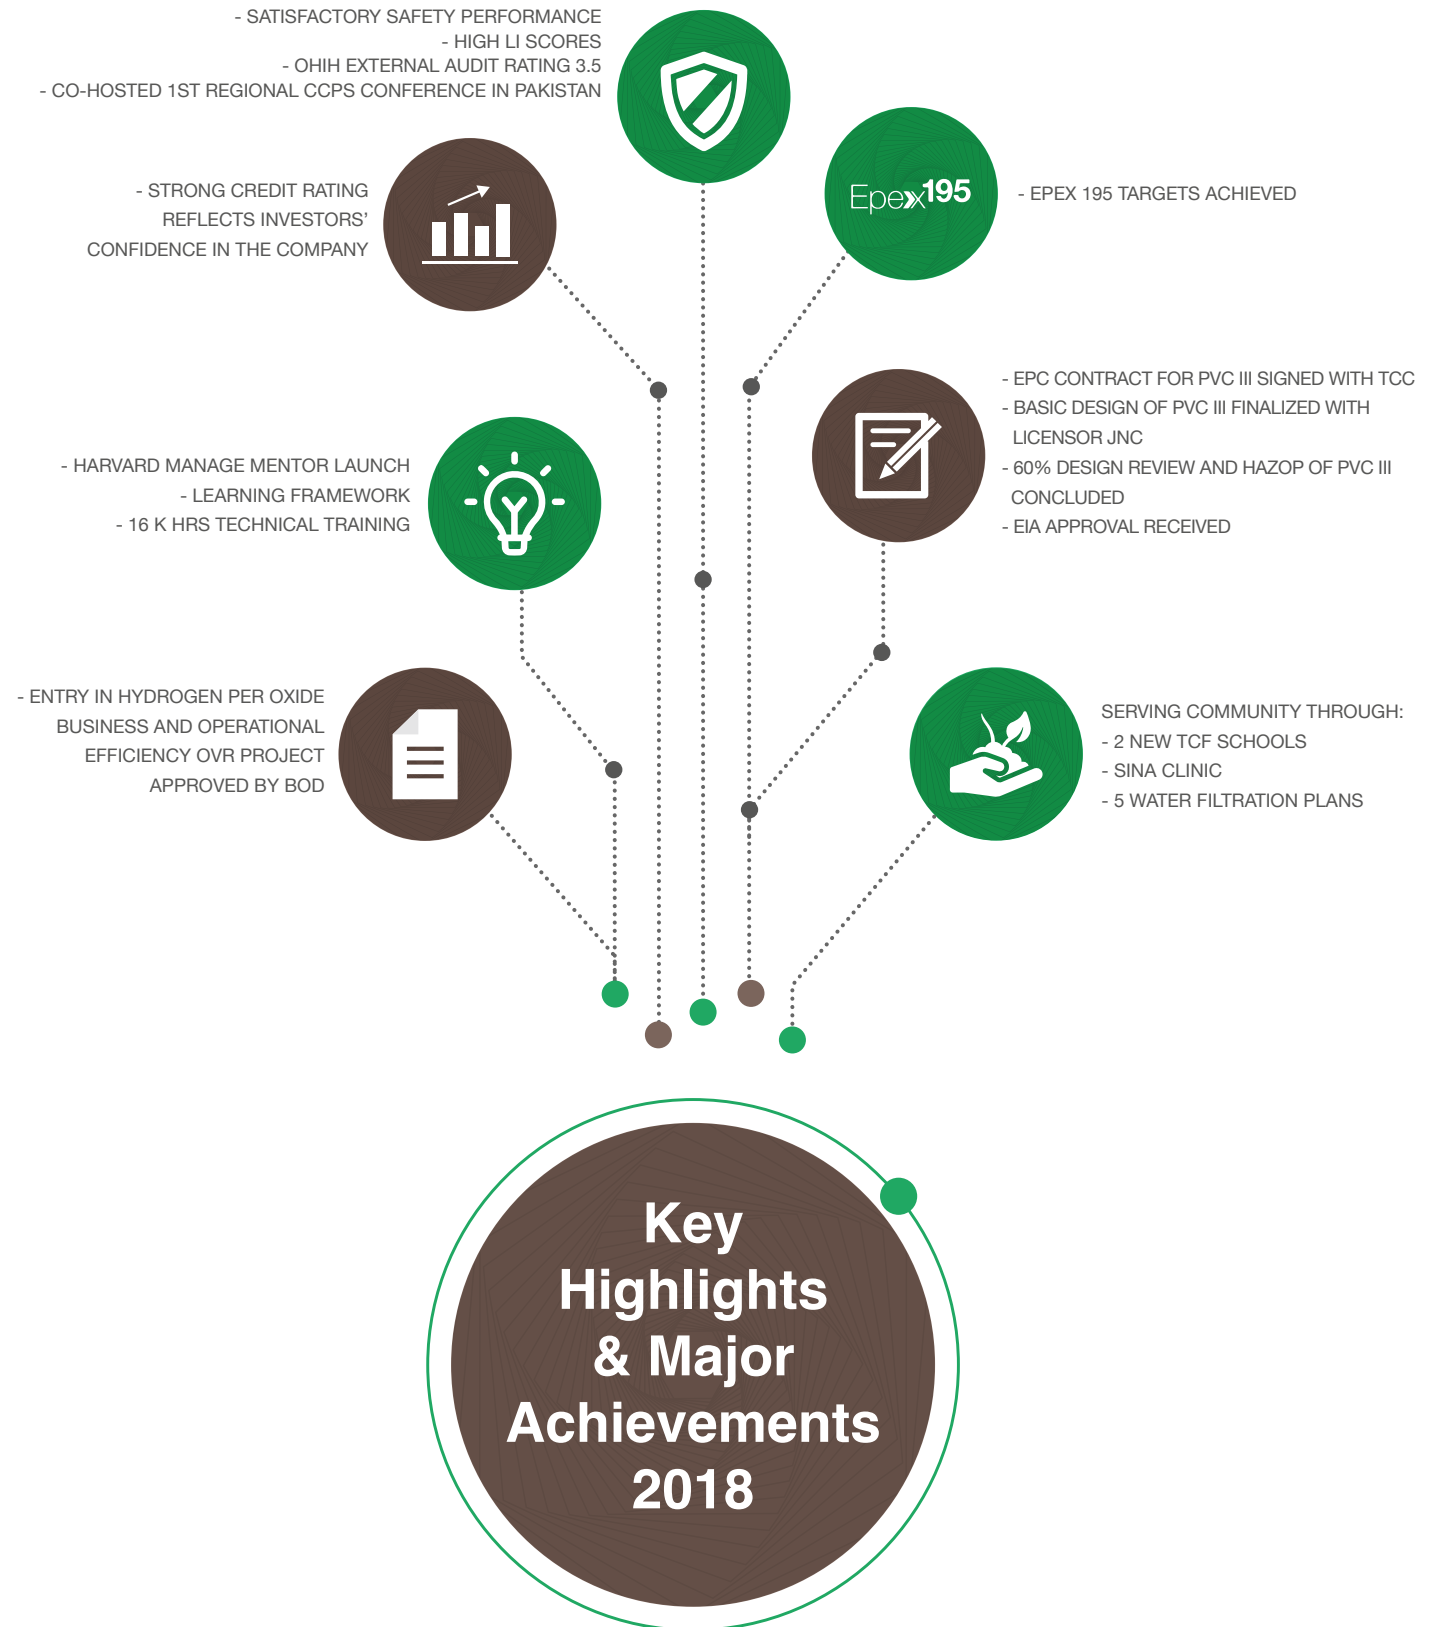 - SATISFACTORY SAFETY PERFORMANCE
- HIGH LI SCORES
- OHIH EXTERNAL AUDIT RATING 3.5
- CO-HOSTED 1ST REGIONAL CCPS CONFERENCE IN PAKISTAN
- STRONG CREDIT RATING
REFLECTS INVESTORS’
CONFIDENCE IN THE COMPANY
Epex195
- EPEX 195 TARGETS ACHIEVED
- EPC CONTRACT FOR PVC III SIGNED WITH TCC
- BASIC DESIGN OF PVC III FINALIZED WITH
LICENSOR JNC
- 60% DESIGN REVIEW AND HAZOP OF PVC III
CONCLUDED
- EIA APPROVAL RECEIVED
- HARVARD MANAGE MENTOR LAUNCH
- LEARNING FRAMEWORK
- 16 K HRS TECHNICAL TRAINING
- ENTRY IN HYDROGEN PER OXIDE
BUSINESS AND OPERATIONAL
EFFICIENCY OVR PROJECT
APPROVED BY BOD
SERVING COMMUNITY THROUGH:
- 2 NEW TCF SCHOOLS
- SINA CLINIC
- 5 WATER FILTRATION PLANS
Key
Highlights
& Major
Achievements
2018